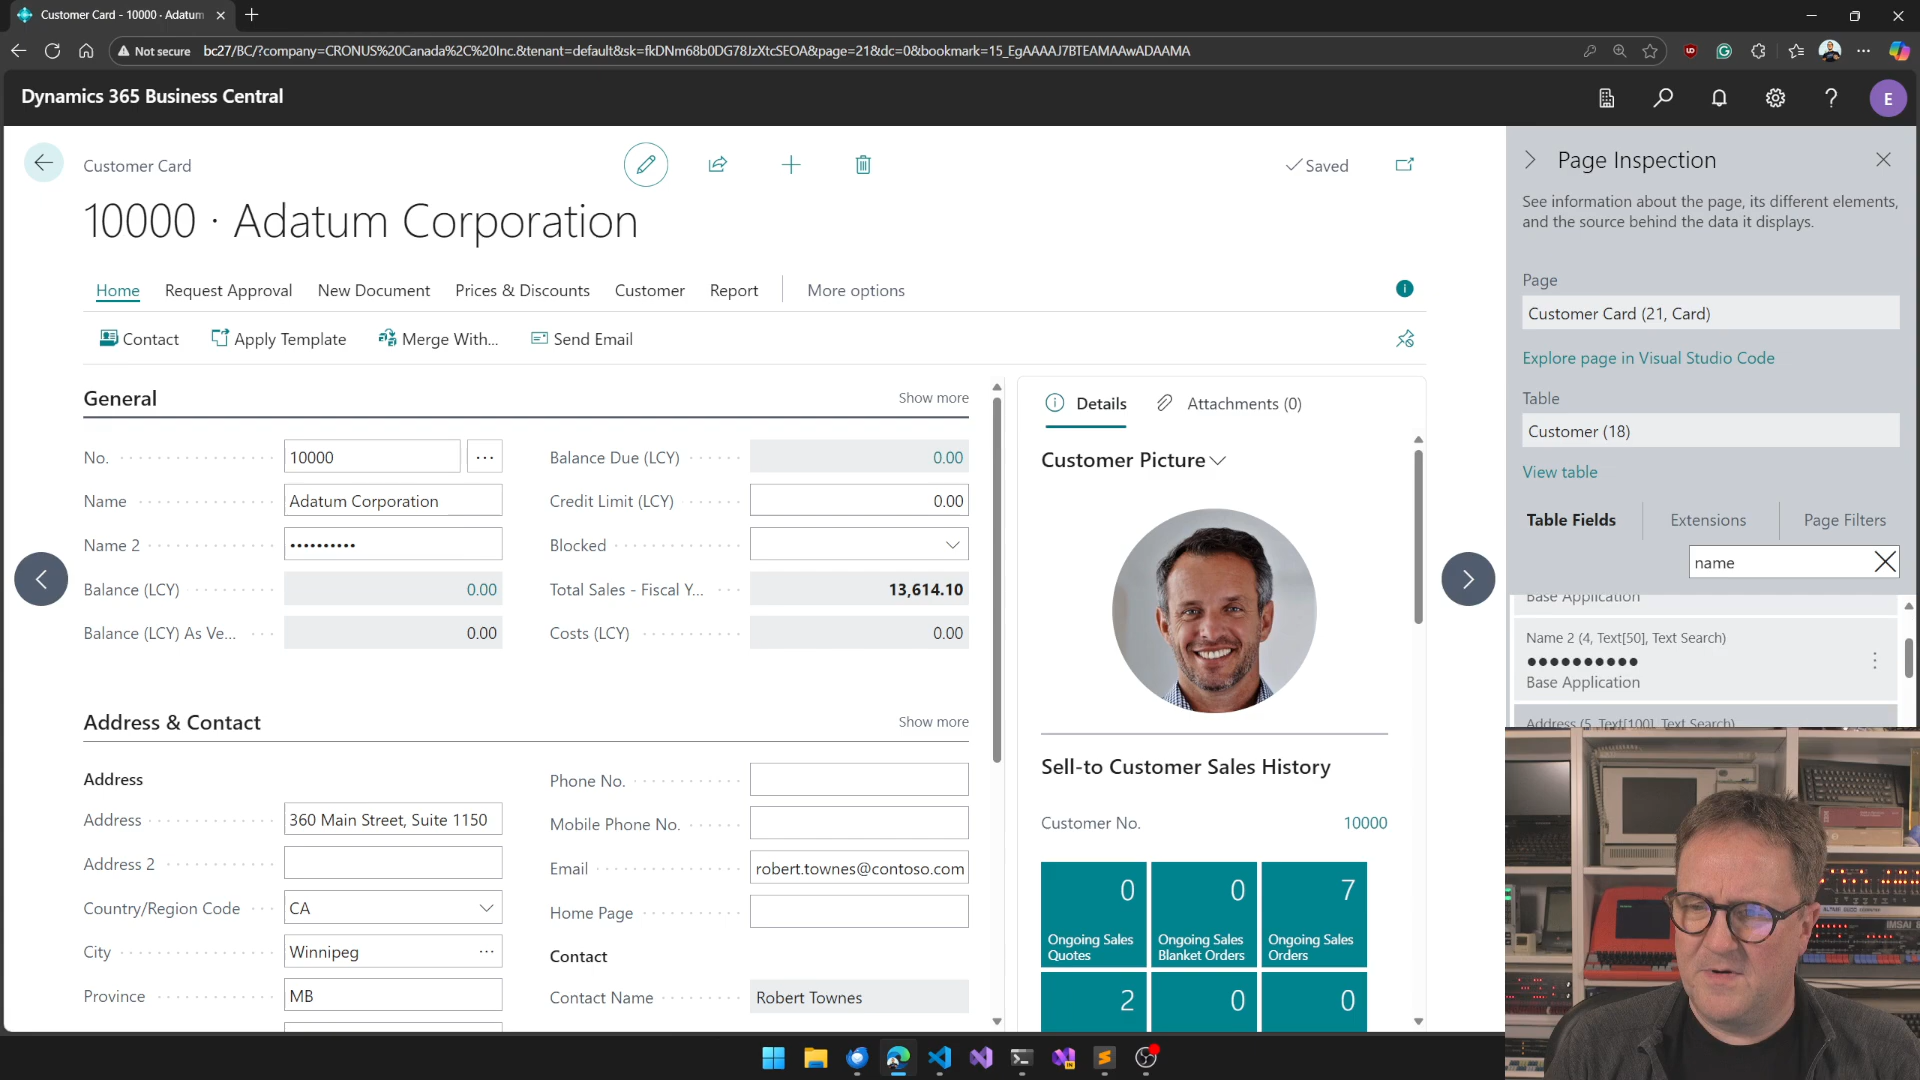 Customer Card - 10000 · Adatum
Not secure
bc27/BC/?company=CRONUS%20Canada%2C%20Inc.&tenant=default&sk=fkDNm68b0DG78JzXtcSEOA&page=21&dc=0&bookmark=15_EgAAAAJ7BTEAMAAwADAAMA
Dynamics 365 Business Central
E
Customer Card
Saved
10000 · Adatum Corporation
Home Request Approval New Document Prices & Discounts Customer Report More options
Contact Apply Template Merge With... Send Email
General
Show more
No. 10000
Name Adatum Corporation
Name 2 ••••••••••
Balance (LCY) 0.00
Balance (LCY) As Ve... 0.00
Balance Due (LCY) 0.00
Credit Limit (LCY) 0.00
Blocked
Total Sales - Fiscal Y... 13,614.10
Costs (LCY) 0.00
Address & Contact
Show more
Address
Address 360 Main Street, Suite 1150
Address 2
Country/Region Code CA
City Winnipeg
Province MB
Phone No.
Mobile Phone No.
Email robert.townes@contoso.com
Home Page
Contact
Contact Name Robert Townes
Details Attachments (0)
Customer Picture
Sell-to Customer Sales History
Customer No. 10000
0
Ongoing Sales
Quotes
0
Ongoing Sales
Blanket Orders
7
Ongoing Sales
Orders
2
0
0
Page Inspection
See information about the page, its different elements,
and the source behind the data it displays.
Page
Customer Card (21, Card)
Explore page in Visual Studio Code
Table
Customer (18)
View table
Table Fields Extensions Page Filters
name
Base Application
Name 2 (4, Text[50], Text Search)
●●●●●●●●●●
Base Application
Address (5, Text[100], Text Search)